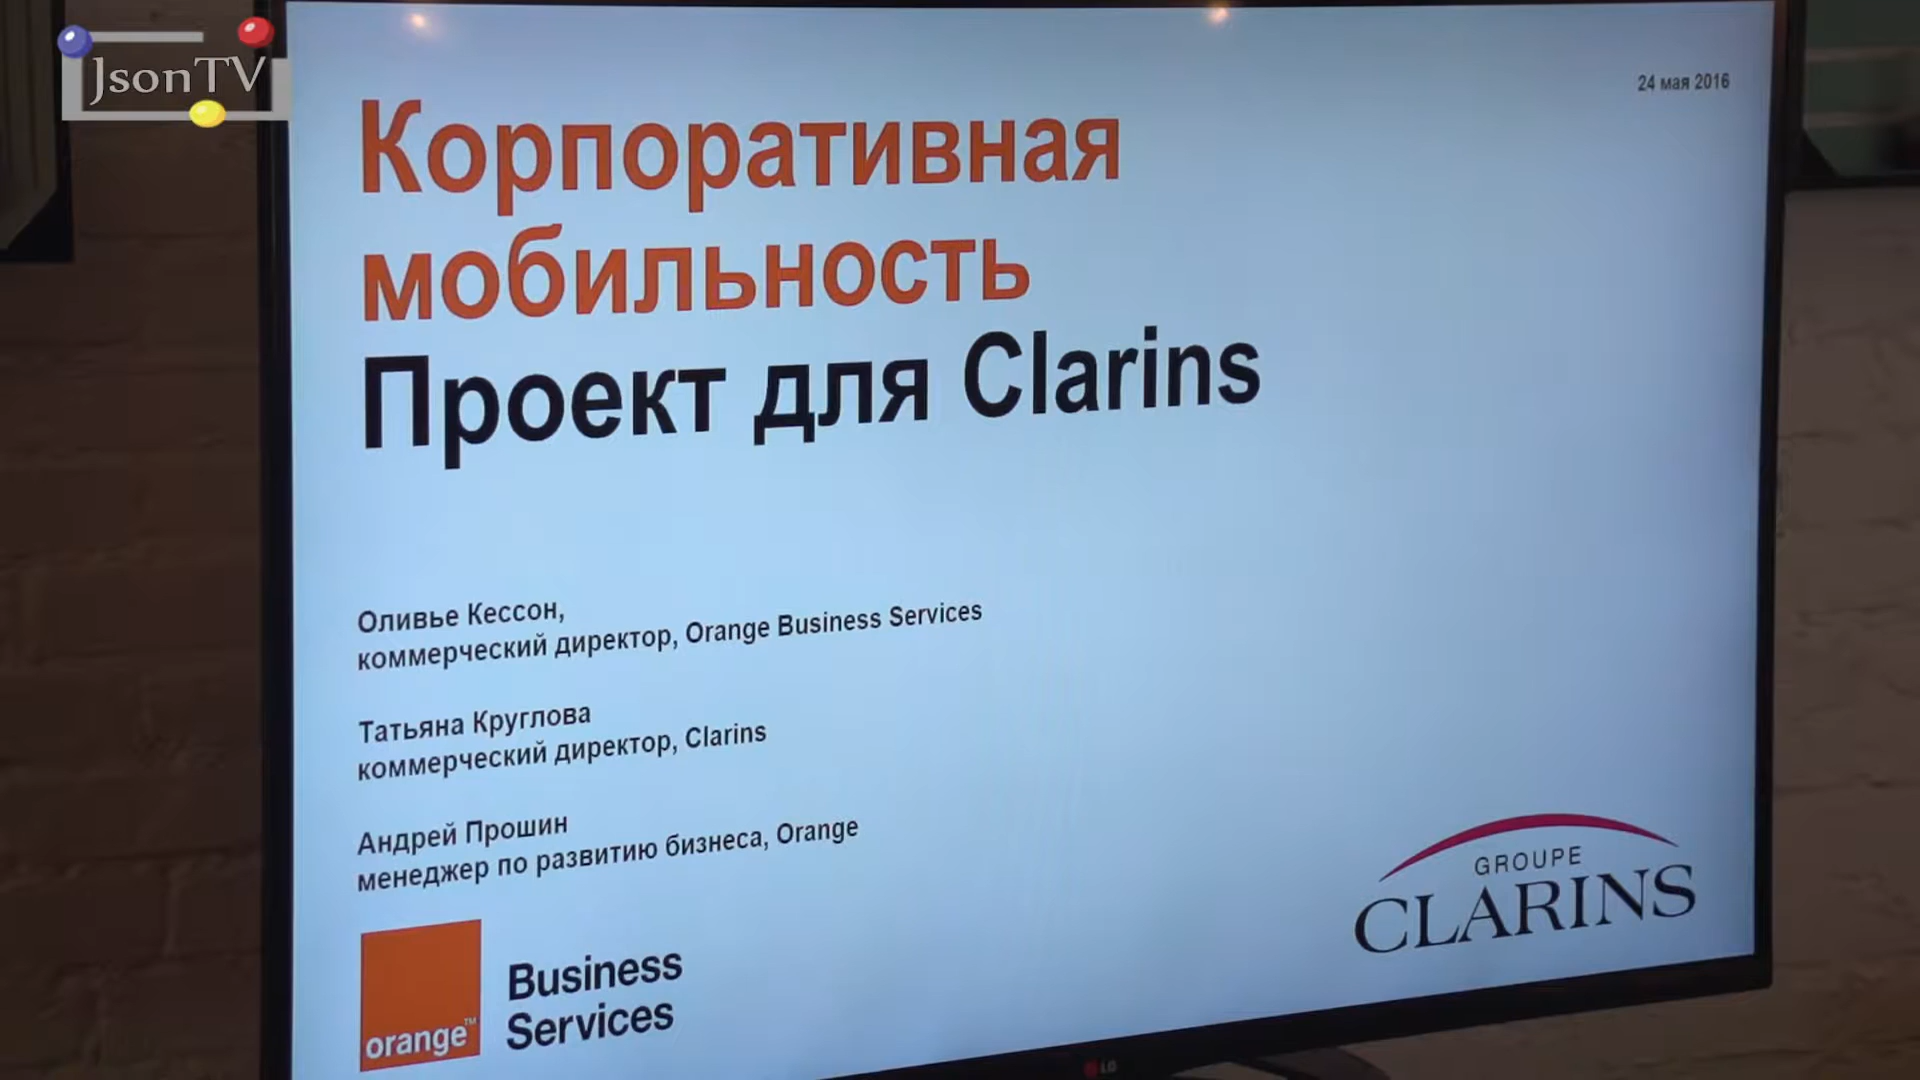 JsonTV
24 мая 2016
Корпоративная
мобильность
Проект для Clarins
Оливье Кессон,
коммерческий директор, Orange Business Services
Татьяна Круглова
коммерческий директор, Clarins
Андрей Прошин
менеджер по развитию бизнеса, Orange
GROUPE
CLARINS
orange™
Business
Services
LG